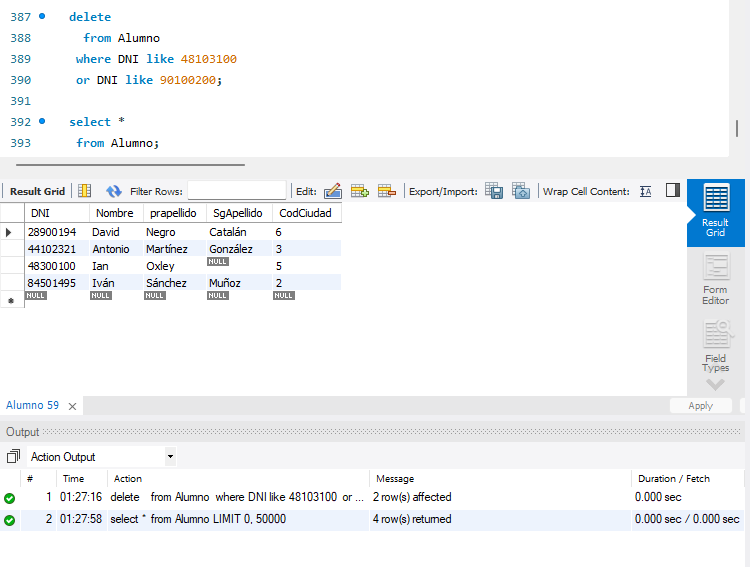 387 delete
388 from Alumno
389 where DNI like 48103100
390 or DNI like 90100200;
391
392 select *
393 from Alumno;
Result Grid Filter Rows: Edit: Export/Import: Wrap Cell Content:
DNI Nombre prapellido SgApellido CodCiudad
28900194 David Negro Catalán 6
44102321 Antonio Martínez González 3
48300100 Ian Oxley NULL 5
84501495 Iván Sánchez Muñoz 2
NULL NULL NULL NULL NULL
Result
Grid
Form
Editor
Field
Types
Alumno 59
Apply
Output
Action Output
# Time Action Message Duration / Fetch
1 01:27:16 delete from Alumno where DNI like 48103100 or ... 2 row(s) affected 0.000 sec
2 01:27:58 select * from Alumno LIMIT 0, 50000 4 row(s) returned 0.000 sec / 0.000 sec